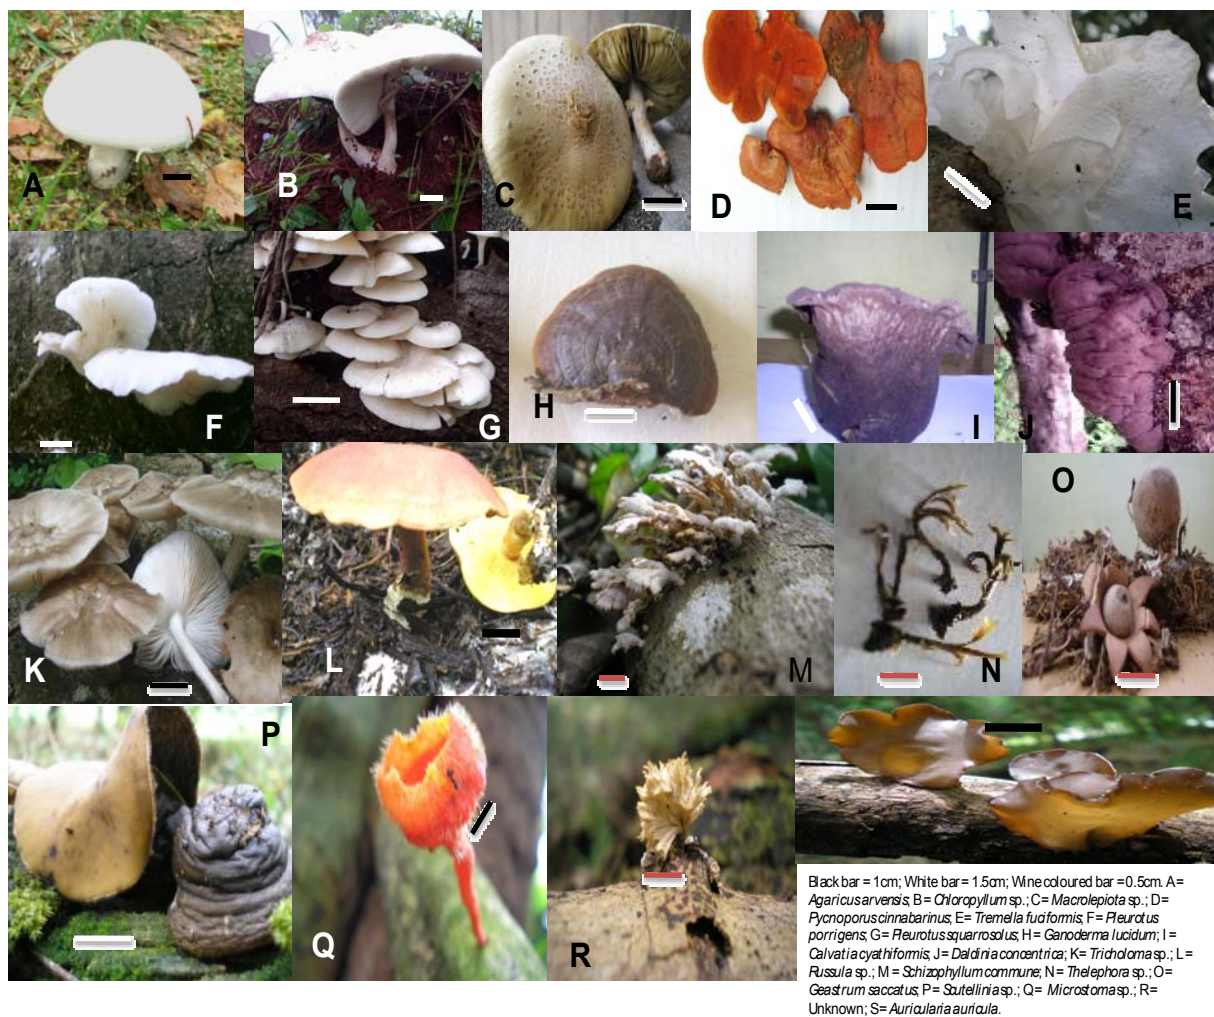 A
B
C
D
E
F
G
H
I
J
K
L
M
N
O
P
Q
R
Black bar = 1cm; White bar = 1.5cm; Wine coloured bar = 0.5cm. A=
Agaricus arvensis; B= Chloropyllum sp.; C= Macrolepiota sp.; D=
Pycnoporus cinnabarinus; E= Tremella fuciformis; F= Pleurotus
porrigens; G= Pleurotus squarrosolus; H= Ganoderma lucidum; I=
Calvatia cyathiformis; J= Daldinia concentrica; K= Tricholoma sp.; L=
Russula sp.; M= Schizophyllum commune; N= Thelephora sp.; O=
Geastrum saccatus; P= Scutellinia sp.; Q= Microstoma sp.; R=
Unknown; S= Auricularia auricula.